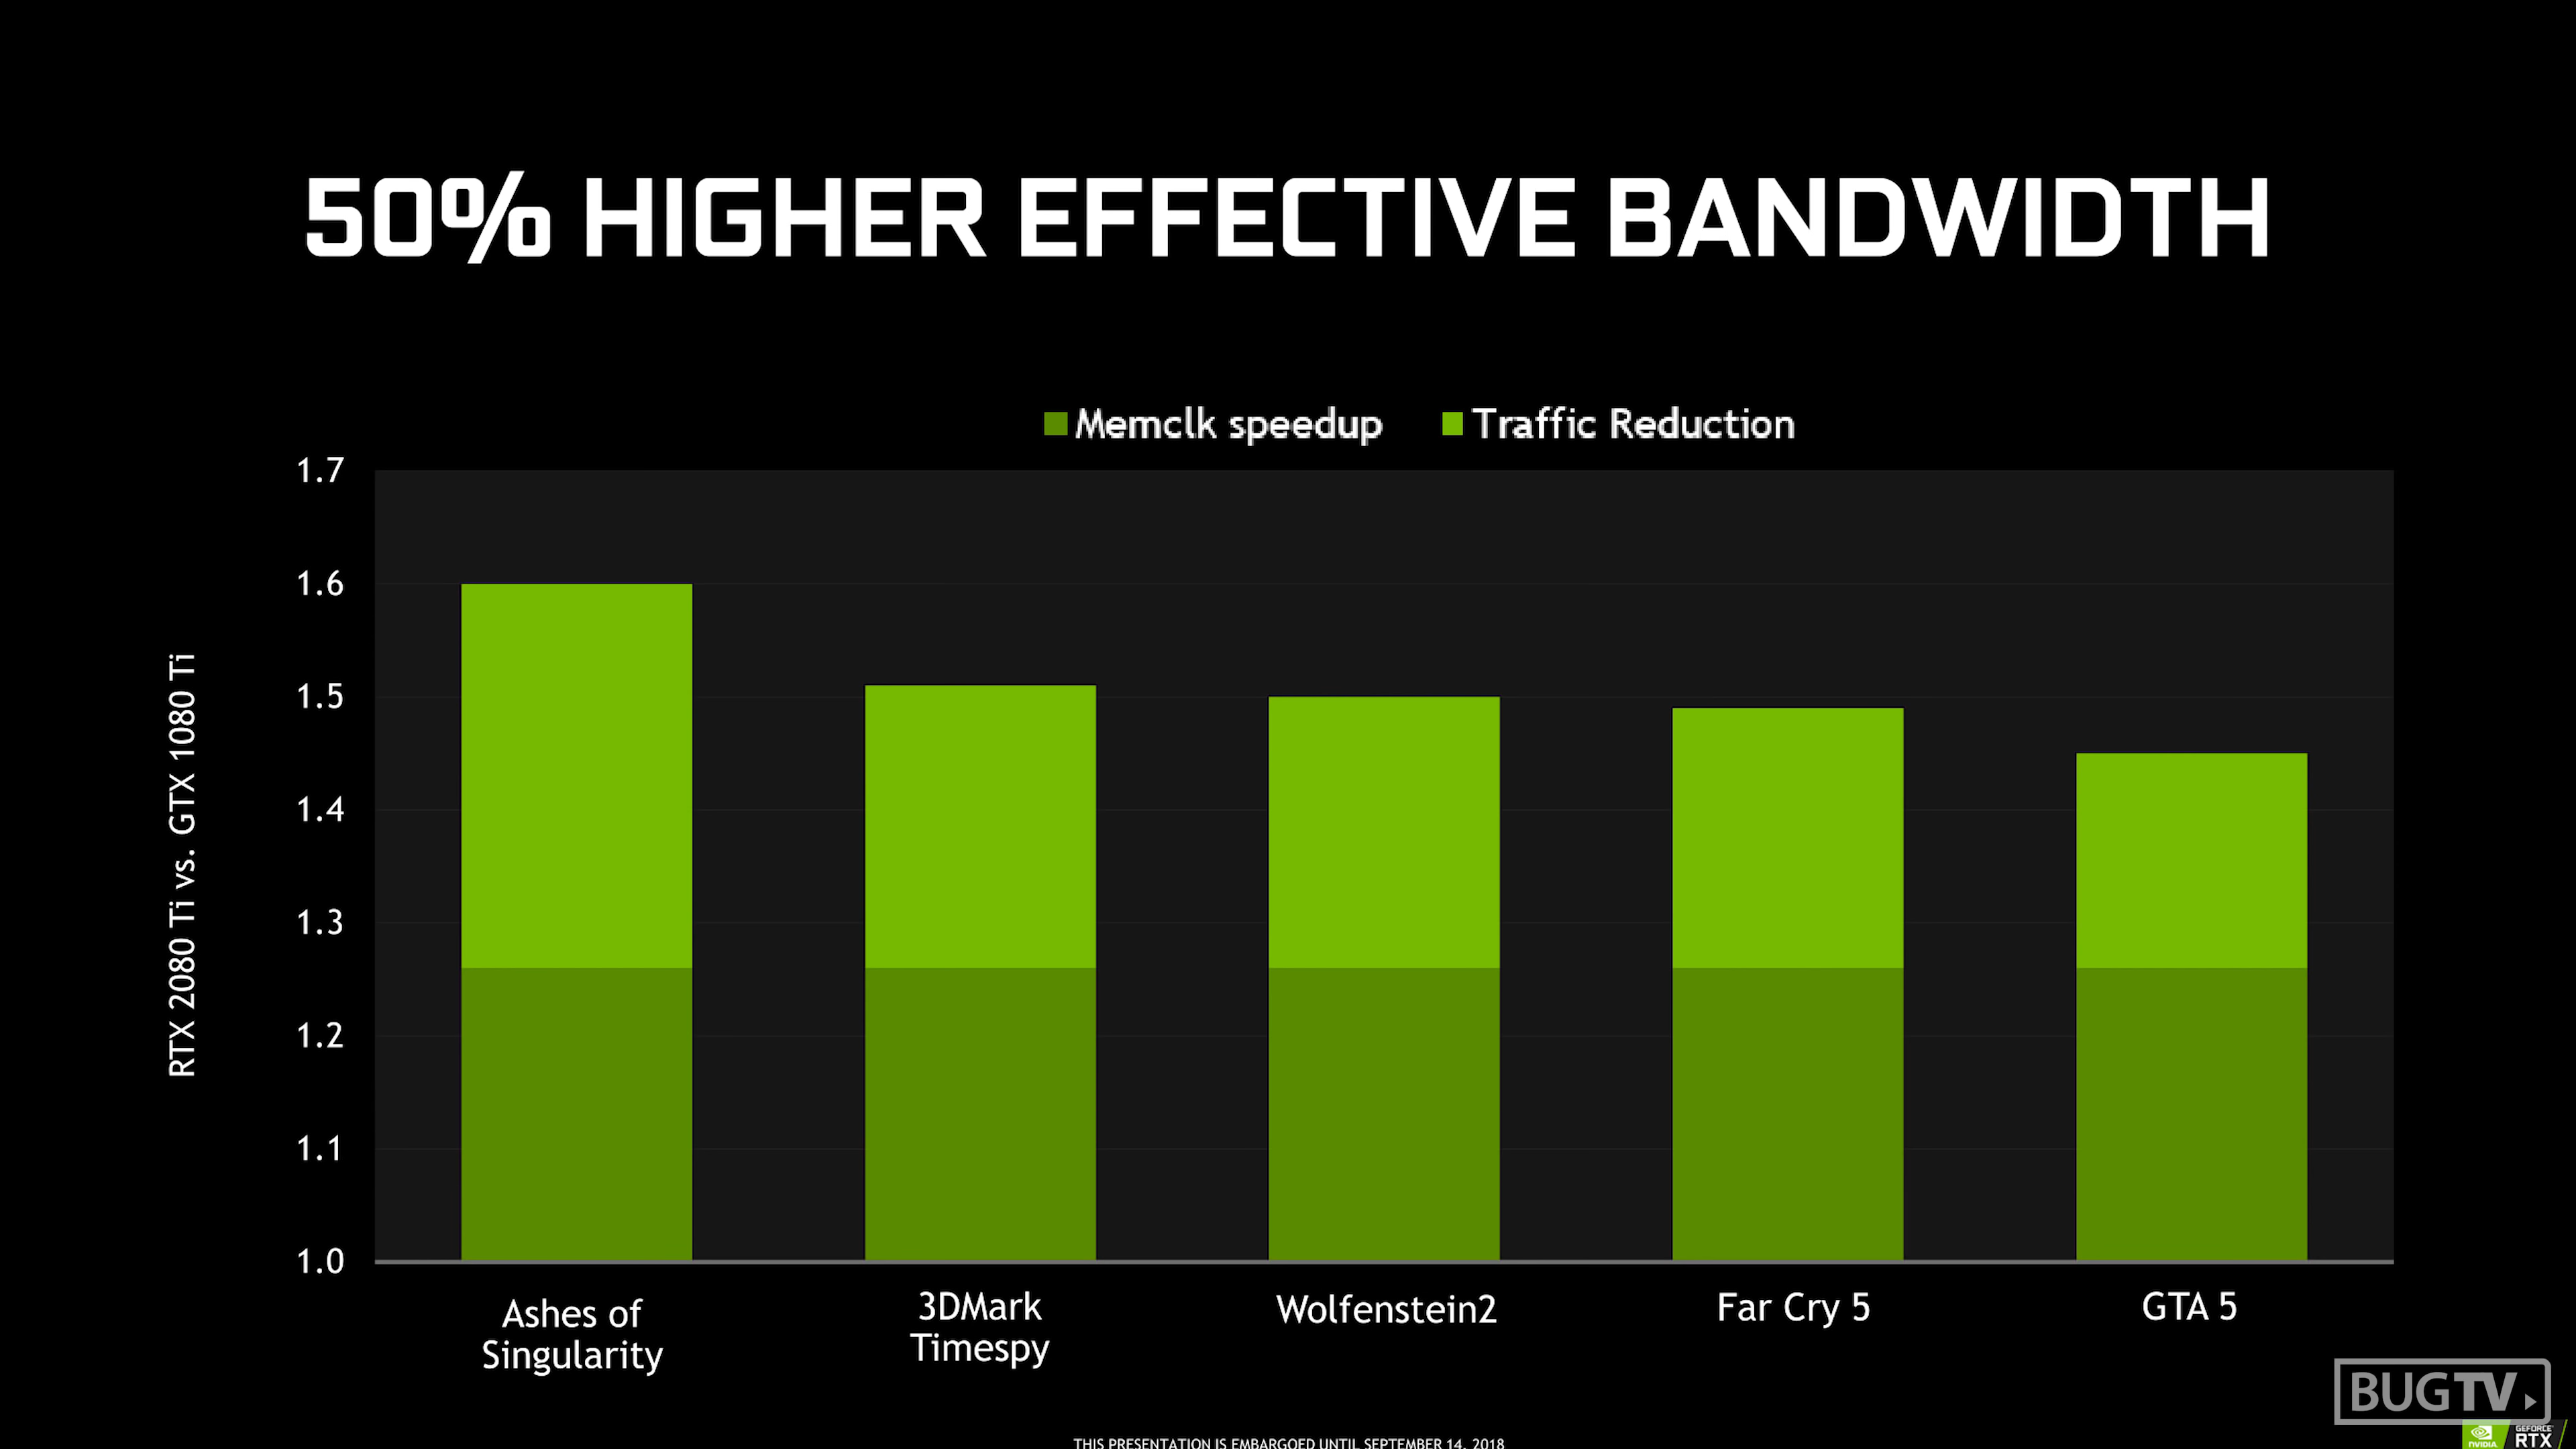 50% HIGHER EFFECTIVE BANDWIDTH
Memclk speedup
Traffic Reduction
1.7
1.6
1.5
1.4
1.3
1.2
1.1
1.0
RTX 2080 Ti vs. GTX 1080 Ti
Ashes of
Singularity
3DMark
Timespy
Wolfenstein2
Far Cry 5
GTA 5
BUGTV
THIS PRESENTATION IS EMBARGOED UNTIL SEPTEMBER 14, 2018
NVIDIA
GEFORCE
RTX